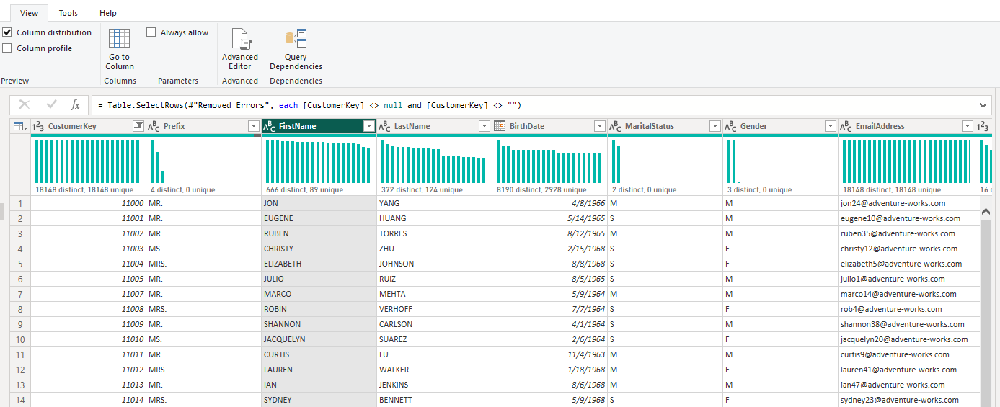 View Tools Help
Column distribution Always allow
Column profile
Go to Column Advanced Editor Query Dependencies
Preview Columns Parameters Advanced Dependencies
fx = Table.SelectRows(#"Removed Errors", each [CustomerKey] <> null and [CustomerKey] <> "")
1²3 CustomerKey ABC Prefix ABC FirstName ABC LastName BirthDate ABC MaritalStatus ABC Gender ABC EmailAddress 1²3
18148 distinct, 18148 unique 4 distinct, 0 unique 666 distinct, 89 unique 372 distinct, 124 unique 8190 distinct, 2928 unique 2 distinct, 0 unique 3 distinct, 0 unique 18148 distinct, 18148 unique 16
1 11000 MR. JON YANG 4/8/1966 M M jon24@adventure-works.com
2 11001 MR. EUGENE HUANG 5/14/1965 S M eugene10@adventure-works.com
3 11002 MR. RUBEN TORRES 8/12/1965 M M ruben35@adventure-works.com
4 11003 MS. CHRISTY ZHU 2/15/1968 S F christy12@adventure-works.com
5 11004 MRS. ELIZABETH JOHNSON 8/8/1968 S F elizabeth5@adventure-works.com
6 11005 MR. JULIO RUIZ 8/5/1965 S M julio1@adventure-works.com
7 11007 MR. MARCO MEHTA 5/9/1964 M M marco14@adventure-works.com
8 11008 MRS. ROBIN VERHOFF 7/7/1964 S F rob4@adventure-works.com
9 11009 MR. SHANNON CARLSON 4/1/1964 S M shannon38@adventure-works.com
10 11010 MS. JACQUELYN SUAREZ 2/6/1964 S F jacquelyn20@adventure-works.com
11 11011 MR. CURTIS LU 11/4/1963 M M curtis9@adventure-works.com
12 11012 MRS. LAUREN WALKER 1/18/1968 M F lauren41@adventure-works.com
13 11013 MR. IAN JENKINS 8/6/1968 M M ian47@adventure-works.com
14 11014 MRS. SYDNEY BENNETT 5/9/1968 S F sydney23@adventure-works.com